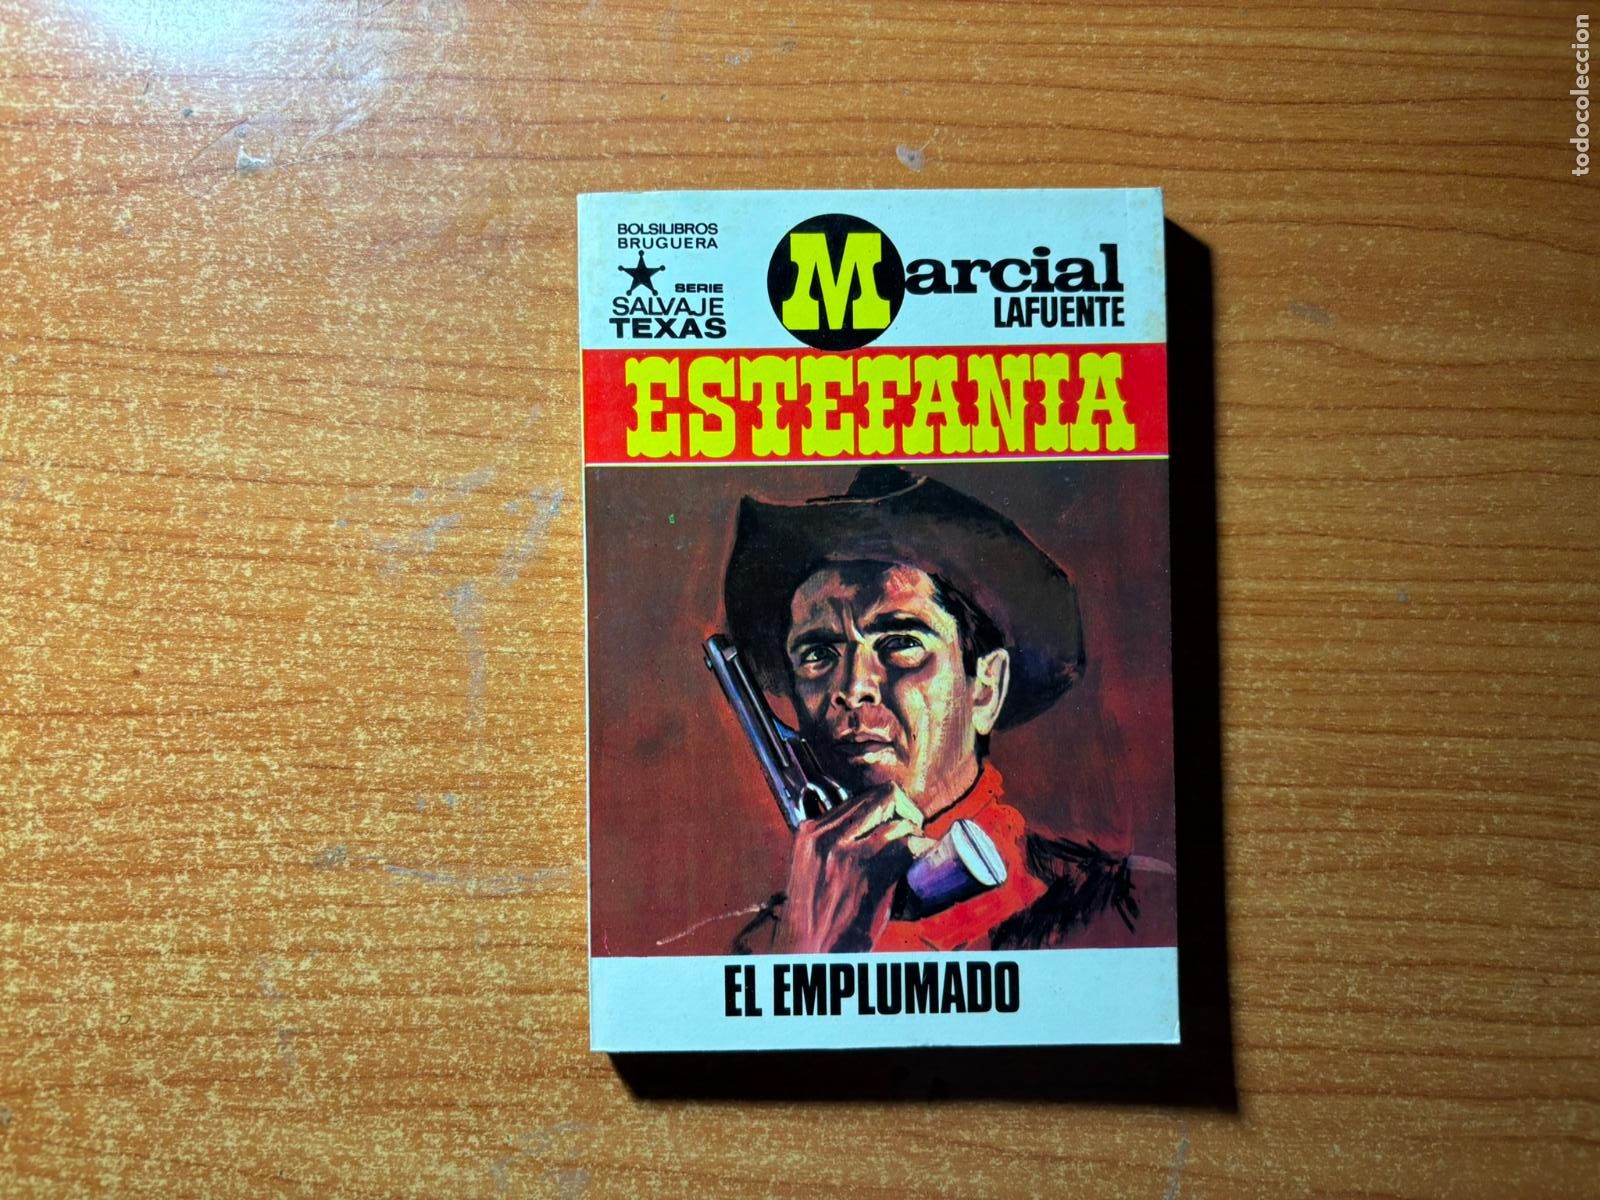 BOLSILIBROS
BRUGUERA
SERIE
SALVAJE
TEXAS
Marcial
LAFUENTE
ESTEFANIA
EL EMPLUMADO
todocoleccion